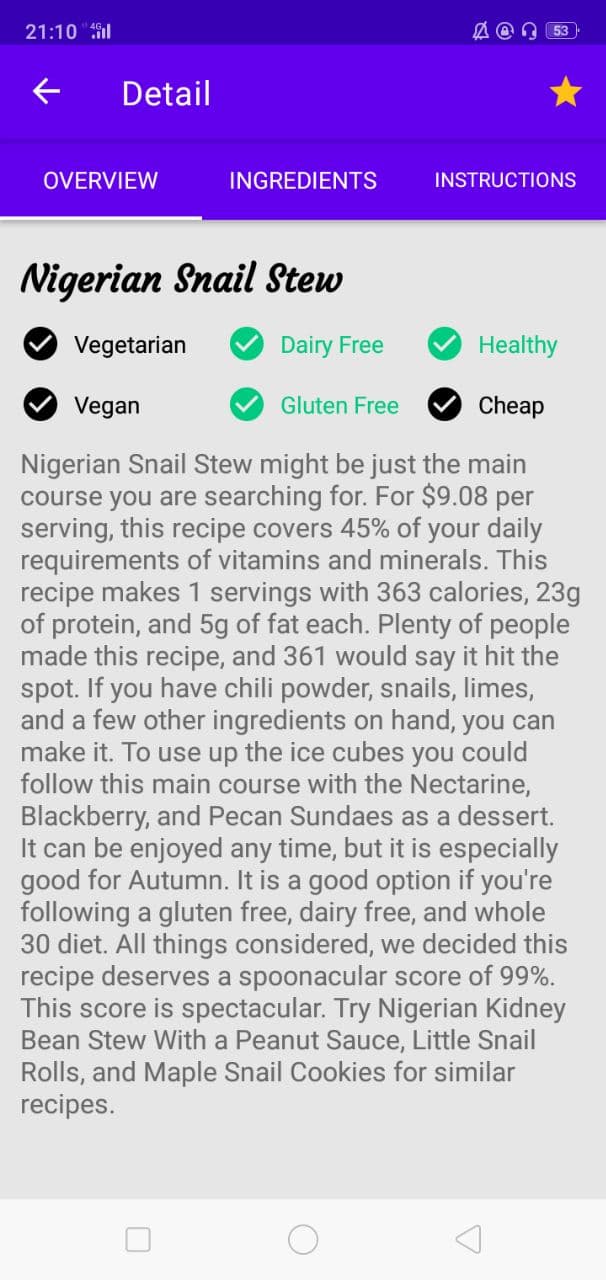 21:10 4G 53
Detail
OVERVIEW INGREDIENTS INSTRUCTIONS
Nigerian Snail Stew
Vegetarian Dairy Free Healthy
Vegan Gluten Free Cheap
Nigerian Snail Stew might be just the main
course you are searching for. For $9.08 per
serving, this recipe covers 45% of your daily
requirements of vitamins and minerals. This
recipe makes 1 servings with 363 calories, 23g
of protein, and 5g of fat each. Plenty of people
made this recipe, and 361 would say it hit the
spot. If you have chili powder, snails, limes,
and a few other ingredients on hand, you can
make it. To use up the ice cubes you could
follow this main course with the Nectarine,
Blackberry, and Pecan Sundaes as a dessert.
It can be enjoyed any time, but it is especially
good for Autumn. It is a good option if you're
following a gluten free, dairy free, and whole
30 diet. All things considered, we decided this
recipe deserves a spoonacular score of 99%.
This score is spectacular. Try Nigerian Kidney
Bean Stew With a Peanut Sauce, Little Snail
Rolls, and Maple Snail Cookies for similar
recipes.